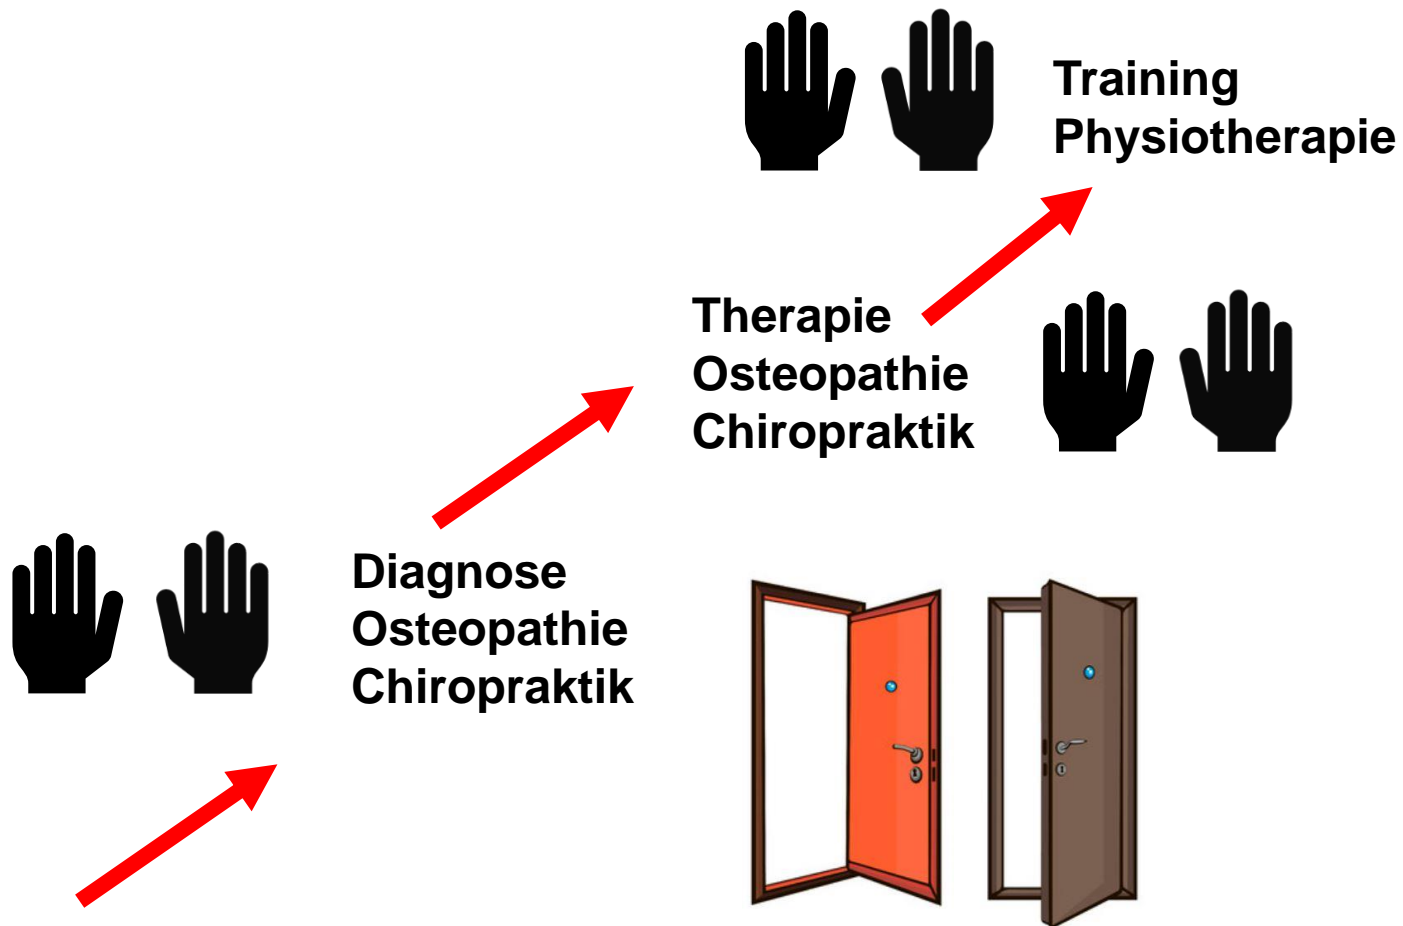 Training
Physiotherapie
Therapie
Osteopathie
Chiropraktik
Diagnose
Osteopathie
Chiropraktik